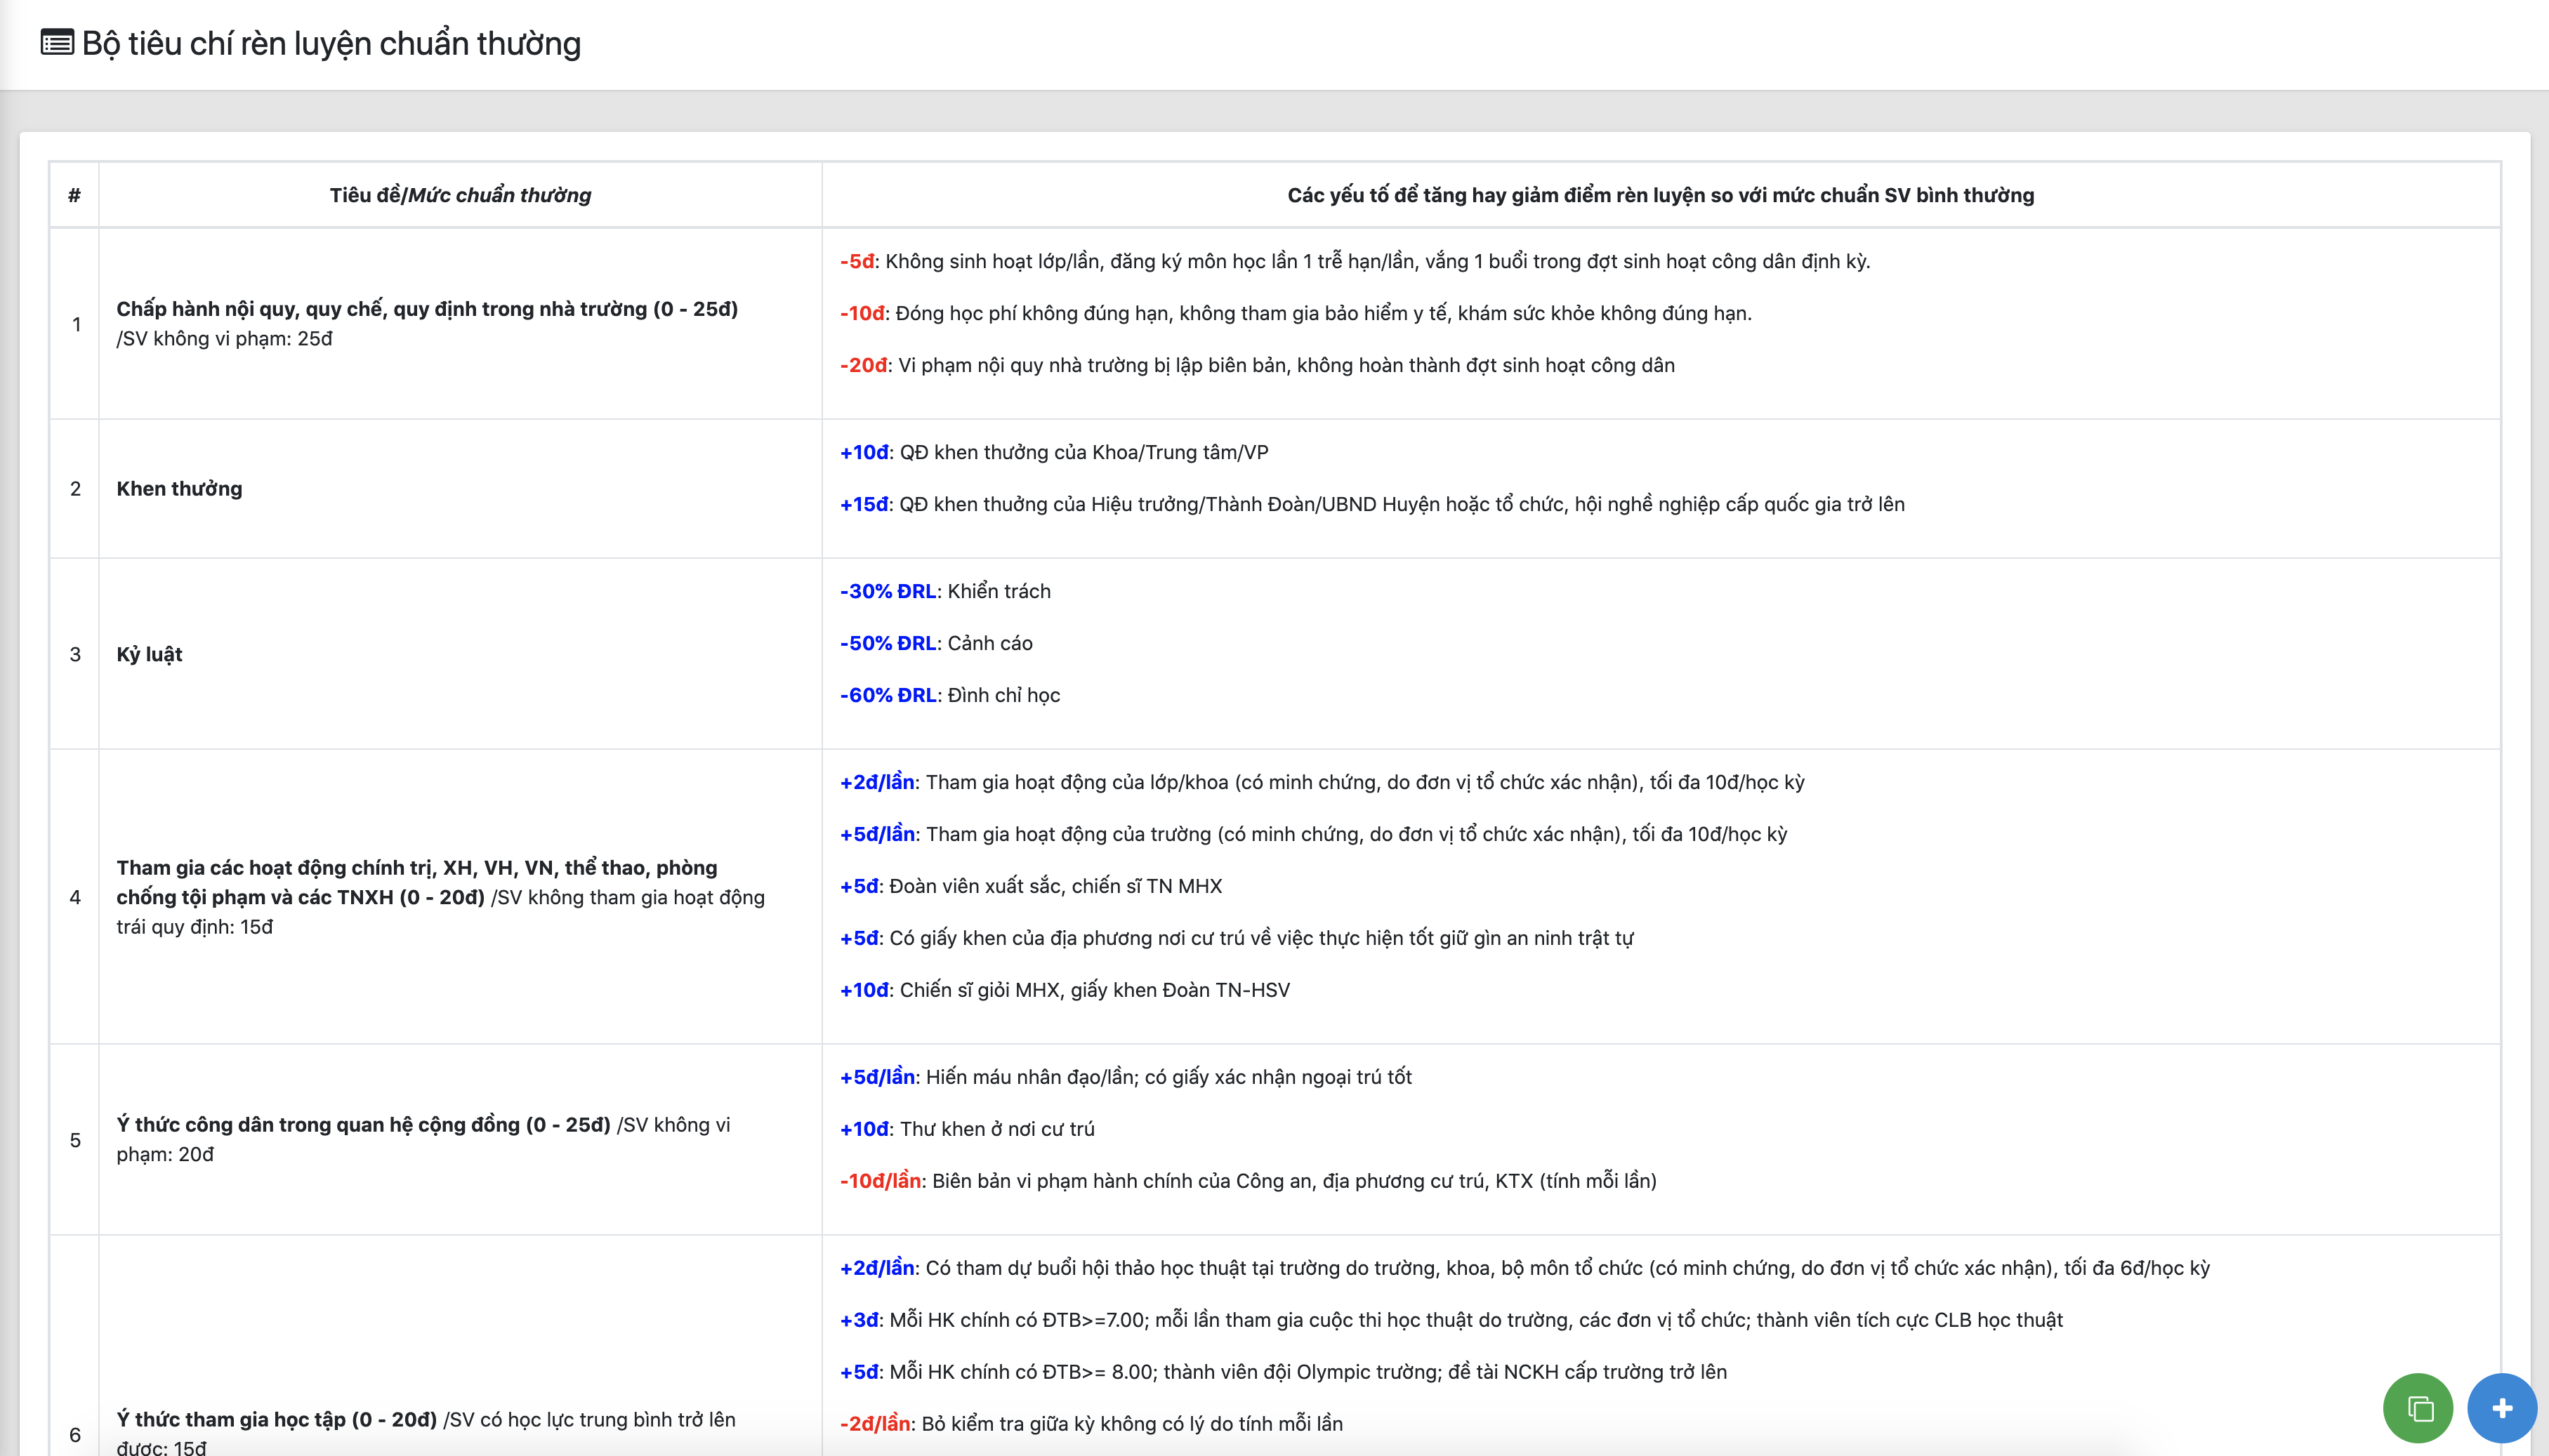 Bộ tiêu chí rèn luyện chuẩn thường
#
Tiêu đề/Mức chuẩn thường
Các yếu tố để tăng hay giảm điểm rèn luyện so với mức chuẩn SV bình thường
1
Chấp hành nội quy, quy chế, quy định trong nhà trường (0 - 25đ)
/SV không vi phạm: 25đ
-5đ: Không sinh hoạt lớp/lần, đăng ký môn học lần 1 trễ hạn/lần, vắng 1 buổi trong đợt sinh hoạt công dân định kỳ.
-10đ: Đóng học phí không đúng hạn, không tham gia bảo hiểm y tế, khám sức khỏe không đúng hạn.
-20đ: Vi phạm nội quy nhà trường bị lập biên bản, không hoàn thành đợt sinh hoạt công dân
2
Khen thưởng
+10đ: QĐ khen thưởng của Khoa/Trung tâm/VP
+15đ: QĐ khen thuởng của Hiệu trưởng/Thành Đoàn/UBND Huyện hoặc tổ chức, hội nghề nghiệp cấp quốc gia trở lên
3
Kỷ luật
-30% ĐRL: Khiển trách
-50% ĐRL: Cảnh cáo
-60% ĐRL: Đình chỉ học
4
Tham gia các hoạt động chính trị, XH, VH, VN, thể thao, phòng
chống tội phạm và các TNXH (0 - 20đ) /SV không tham gia hoạt động
trái quy định: 15đ
+2đ/lần: Tham gia hoạt động của lớp/khoa (có minh chứng, do đơn vị tổ chức xác nhận), tối đa 10đ/học kỳ
+5đ/lần: Tham gia hoạt động của trường (có minh chứng, do đơn vị tổ chức xác nhận), tối đa 10đ/học kỳ
+5đ: Đoàn viên xuất sắc, chiến sĩ TN MHX
+5đ: Có giấy khen của địa phương nơi cư trú về việc thực hiện tốt giữ gìn an ninh trật tự
+10đ: Chiến sĩ giỏi MHX, giấy khen Đoàn TN-HSV
5
Ý thức công dân trong quan hệ cộng đồng (0 - 25đ) /SV không vi
phạm: 20đ
+5đ/lần: Hiến máu nhân đạo/lần; có giấy xác nhận ngoại trú tốt
+10đ: Thư khen ở nơi cư trú
-10đ/lần: Biên bản vi phạm hành chính của Công an, địa phương cư trú, KTX (tính mỗi lần)
6
Ý thức tham gia học tập (0 - 20đ) /SV có học lực trung bình trở lên
được: 15đ
+2đ/lần: Có tham dự buổi hội thảo học thuật tại trường do trường, khoa, bộ môn tổ chức (có minh chứng, do đơn vị tổ chức xác nhận), tối đa 6đ/học kỳ
+3đ: Mỗi HK chính có ĐTB>=7.00; mỗi lần tham gia cuộc thi học thuật do trường, các đơn vị tổ chức; thành viên tích cực CLB học thuật
+5đ: Mỗi HK chính có ĐTB>= 8.00; thành viên đội Olympic trường; đề tài NCKH cấp trường trở lên
-2đ/lần: Bỏ kiểm tra giữa kỳ không có lý do tính mỗi lần